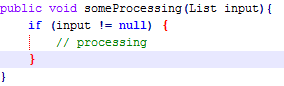 public void someProcessing(List input){
    if (input != null) {
        // processing
    }
}